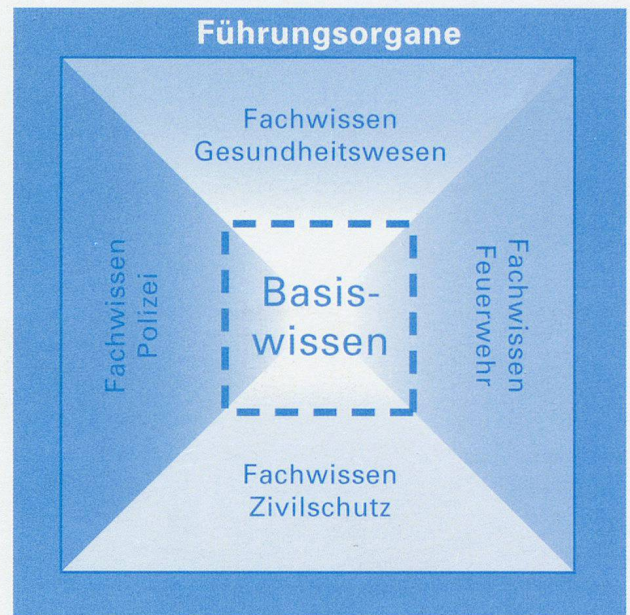 Führungsorgane
Fachwissen
Gesundheitswesen
Fachwissen
Polizei
Basis-
wissen
Fachwissen
Feuerwehr
Fachwissen
Zivilschutz